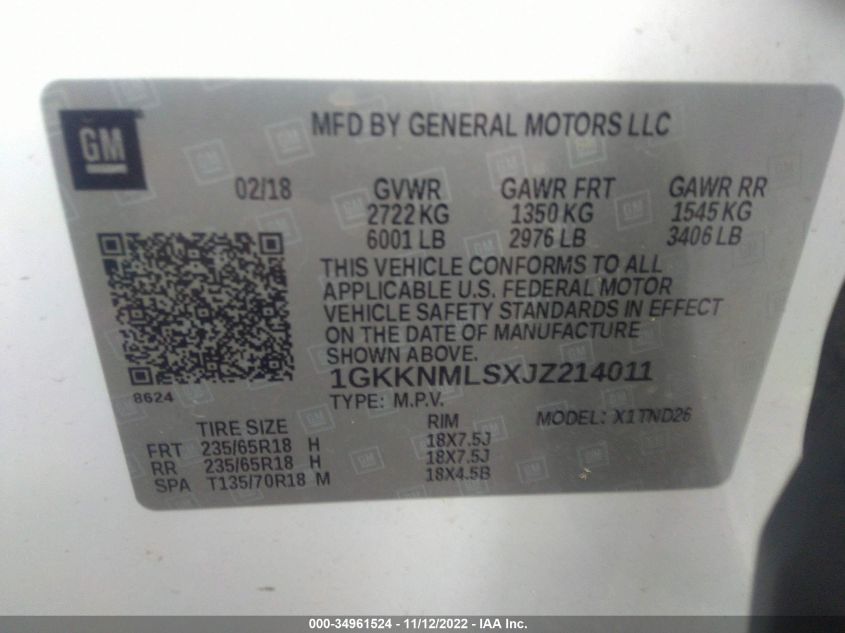 GM
MFD BY GENERAL MOTORS LLC
02/18 GVWR GAWR FRT GAWR RR
2722 KG 1350 KG 1545 KG
6001 LB 2976 LB 3406 LB
THIS VEHICLE CONFORMS TO ALL
APPLICABLE U.S. FEDERAL MOTOR
VEHICLE SAFETY STANDARDS IN EFFECT
ON THE DATE OF MANUFACTURE
SHOWN ABOVE.
1GKKNMLSXJZ214011
8624
TYPE: M.P.V.
MODEL: X1TND26
TIRE SIZE RIM
FRT 235/65R18 H 18X7.5J
RR 235/65R18 H 18X7.5J
SPA T135/70R18 M 18X4.5B
000-34961524 - 11/12/2022 - IAA Inc.